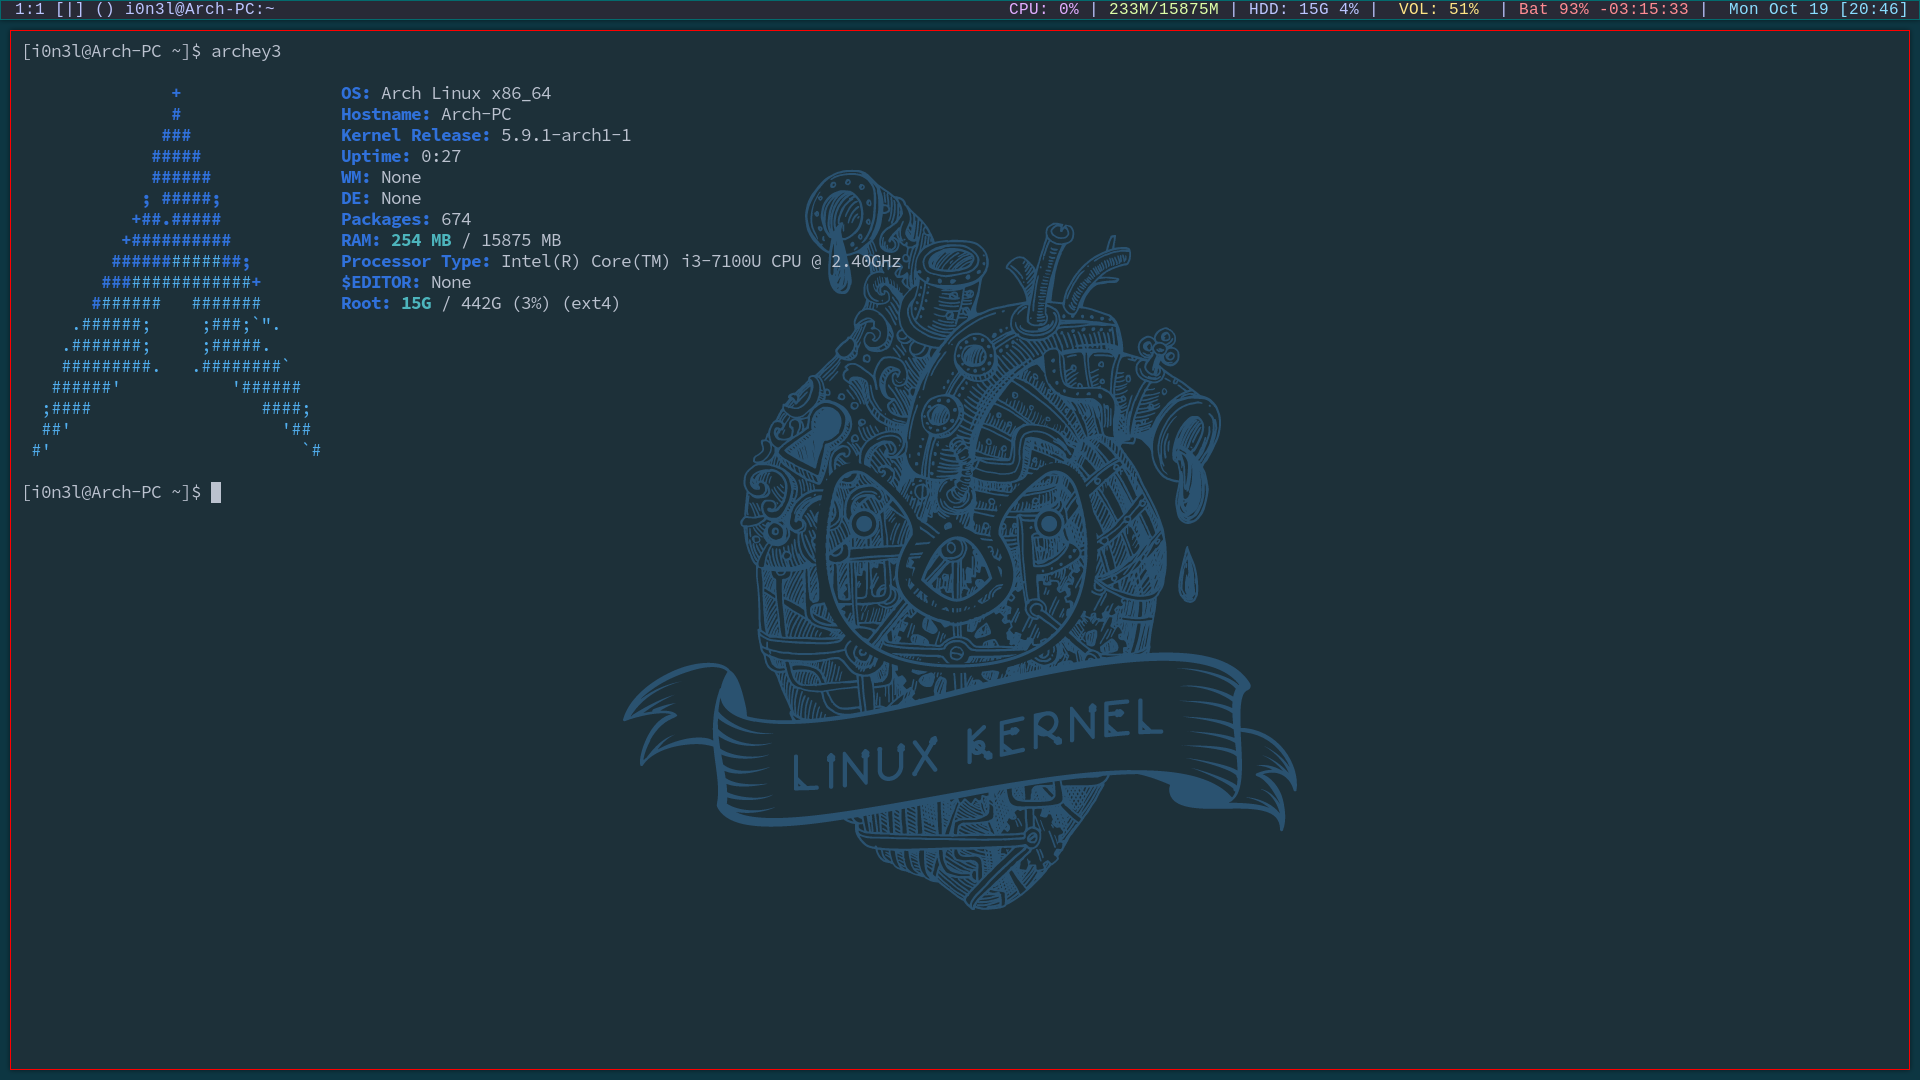 1:1 [|] () i0n3l@Arch-PC:~ CPU: 0% | 233M/15875M | HDD: 15G 4% | VOL: 51% | Bat 93% -03:15:33 | Mon Oct 19 [20:46]
[i0n3l@Arch-PC ~]$ archey3
+ OS: Arch Linux x86_64
# Hostname: Arch-PC
### Kernel Release: 5.9.1-arch1-1
##### Uptime: 0:27
###### WM: None
; #####; DE: None
+##.##### Packages: 674
+########## RAM: 254 MB / 15875 MB
#############; Processor Type: Intel(R) Core(TM) i3-7100U CPU @ 2.40GHz
###############+ $EDITOR: None
#######   ####### Root: 15G / 442G (3%) (ext4)
.######;     ;###;`".
.#######;     ;#####.
#########.   .########`
######'           '######
;####                 ####;
##'                     '##
#'                         `#
[i0n3l@Arch-PC ~]$
LINUX KERNEL